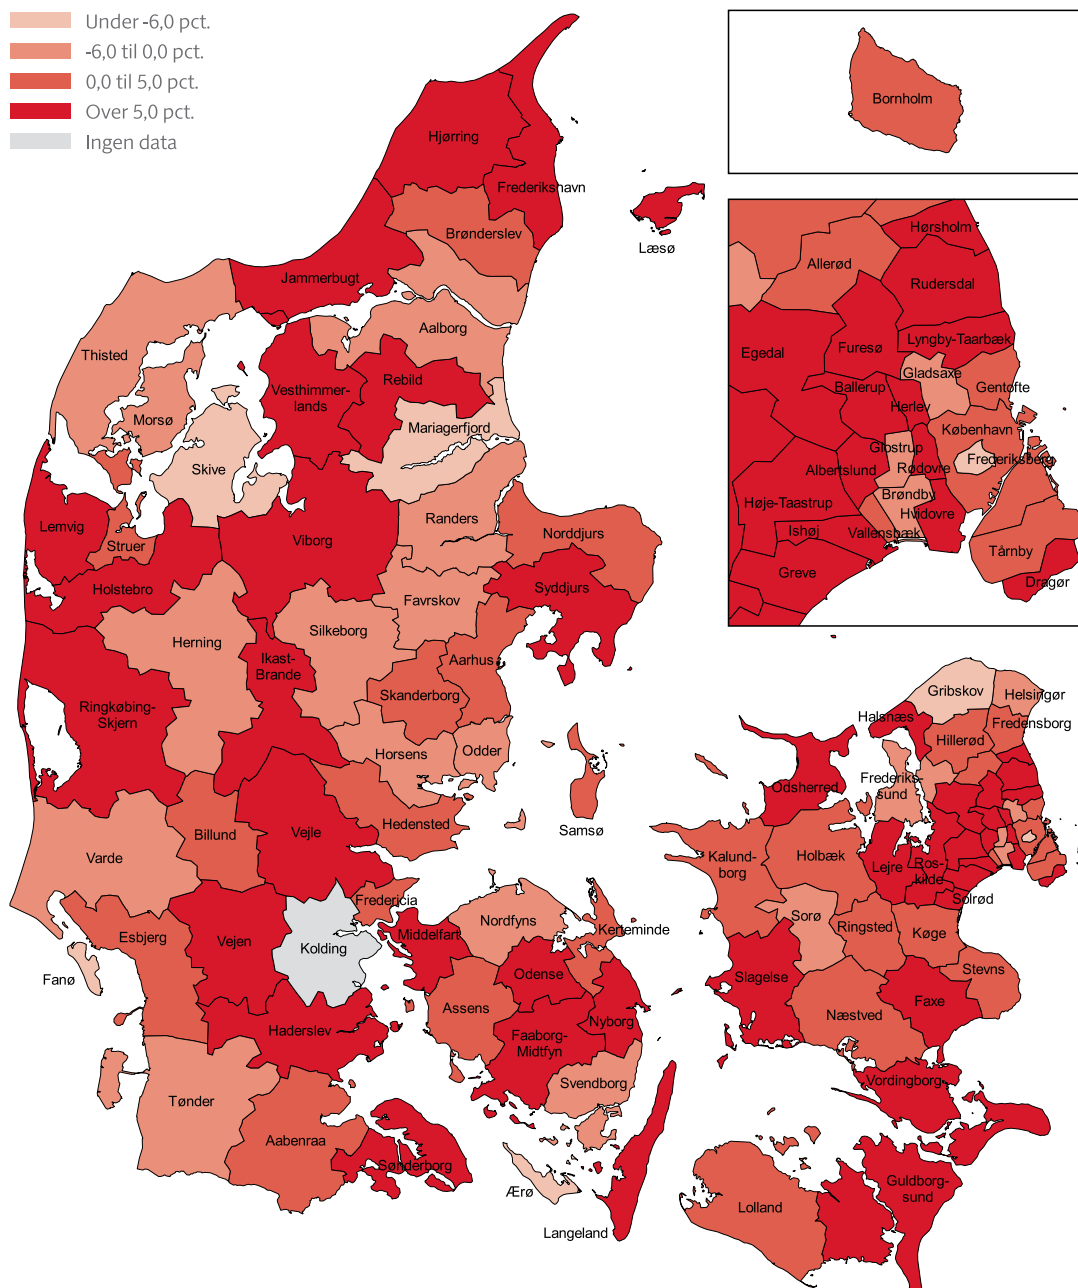 Under -6,0 pct.
-6,0 til 0,0 pct.
0,0 til 5,0 pct.
Over 5,0 pct.
Ingen data
Hjørring
Frederikshavn
Brønderslev
Læsø
Jammerbugt
Aalborg
Thisted
Rebild
Vesthimmer-
lands
Morsø
Mariagerfjord
Skive
Lemvig
Randers
Norddjurs
Viborg
Struer
Holstebro
Favrskov
Syddjurs
Silkeborg
Herning
Aarhus
Ikast-
Brande
Skanderborg
Ringkøbing-
Skjern
Horsens
Odder
Samsø
Hedensted
Billund
Vejle
Varde
Fredericia
Nordfyns
Kerteminde
Middelfart
Esbjerg
Vejen
Kolding
Odense
Fanø
Assens
Nyborg
Haderslev
Faaborg-
Midtfyn
Svendborg
Tønder
Aabenraa
Sønderborg
Ærø
Langeland
Bornholm
Hørsholm
Allerød
Rudersdal
Egedal
Furesø
Lyngby-Taarbæk
Gladsaxe
Gentofte
Ballerup
Herlev
København
Glostrup
Frederiksberg
Albertslund
Rødovre
Brøndby
Høje-Taastrup
Hvidovre
Ishøj
Vallensbæk
Tårnby
Greve
Dragør
Gribskov
Helsingør
Halsnæs
Fredensborg
Hillerød
Frederiks-
sund
Odsherred
Kalund-
borg
Holbæk
Lejre
Ros-
kilde
Solrød
Sorø
Ringsted
Køge
Stevns
Slagelse
Faxe
Næstved
Vordingborg
Guldborg-
sund
Lolland